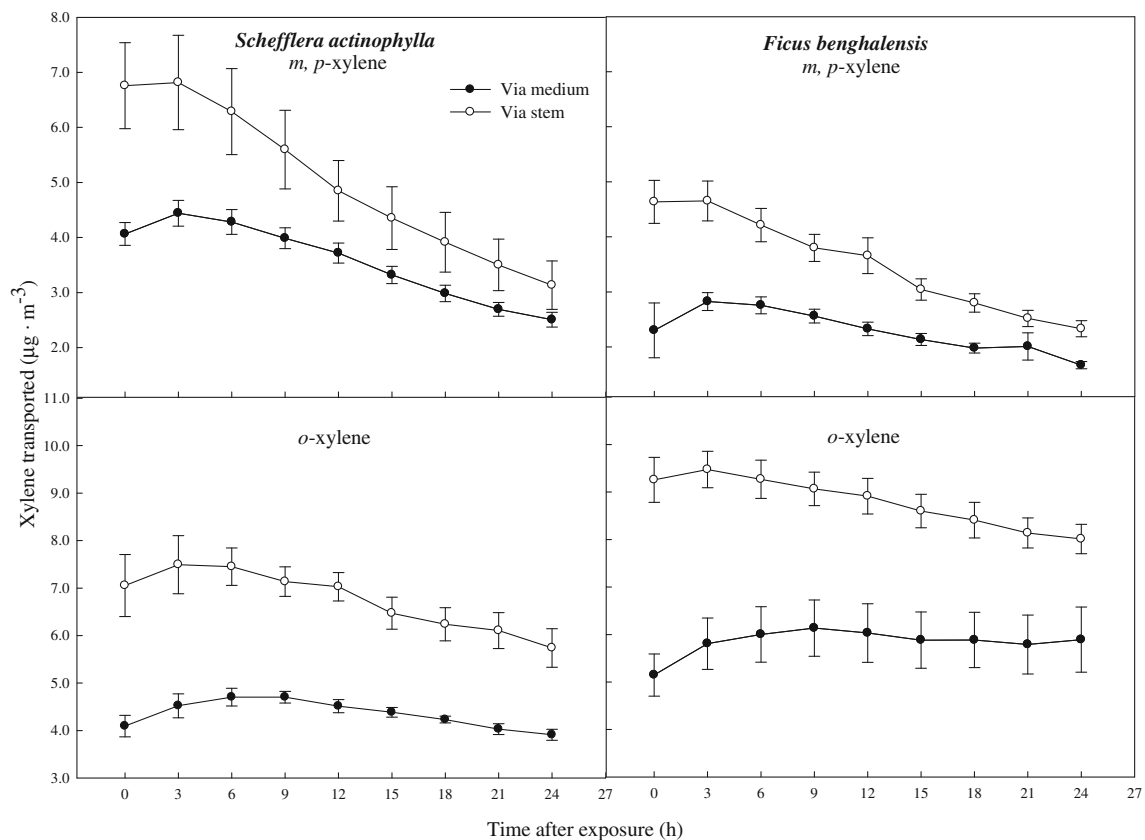 8.0
7.0
6.0
5.0
4.0
3.0
2.0
Schefflera actinophylla
m, p-xylene
Via medium
Via stem
Ficus benghalensis
m, p-xylene
Xylene transported (µg · m-3)
11.0
10.0
9.0
8.0
7.0
6.0
5.0
4.0
3.0
o-xylene
o-xylene
0 3 6 9 12 15 18 21 24 27
0 3 6 9 12 15 18 21 24 27
Time after exposure (h)